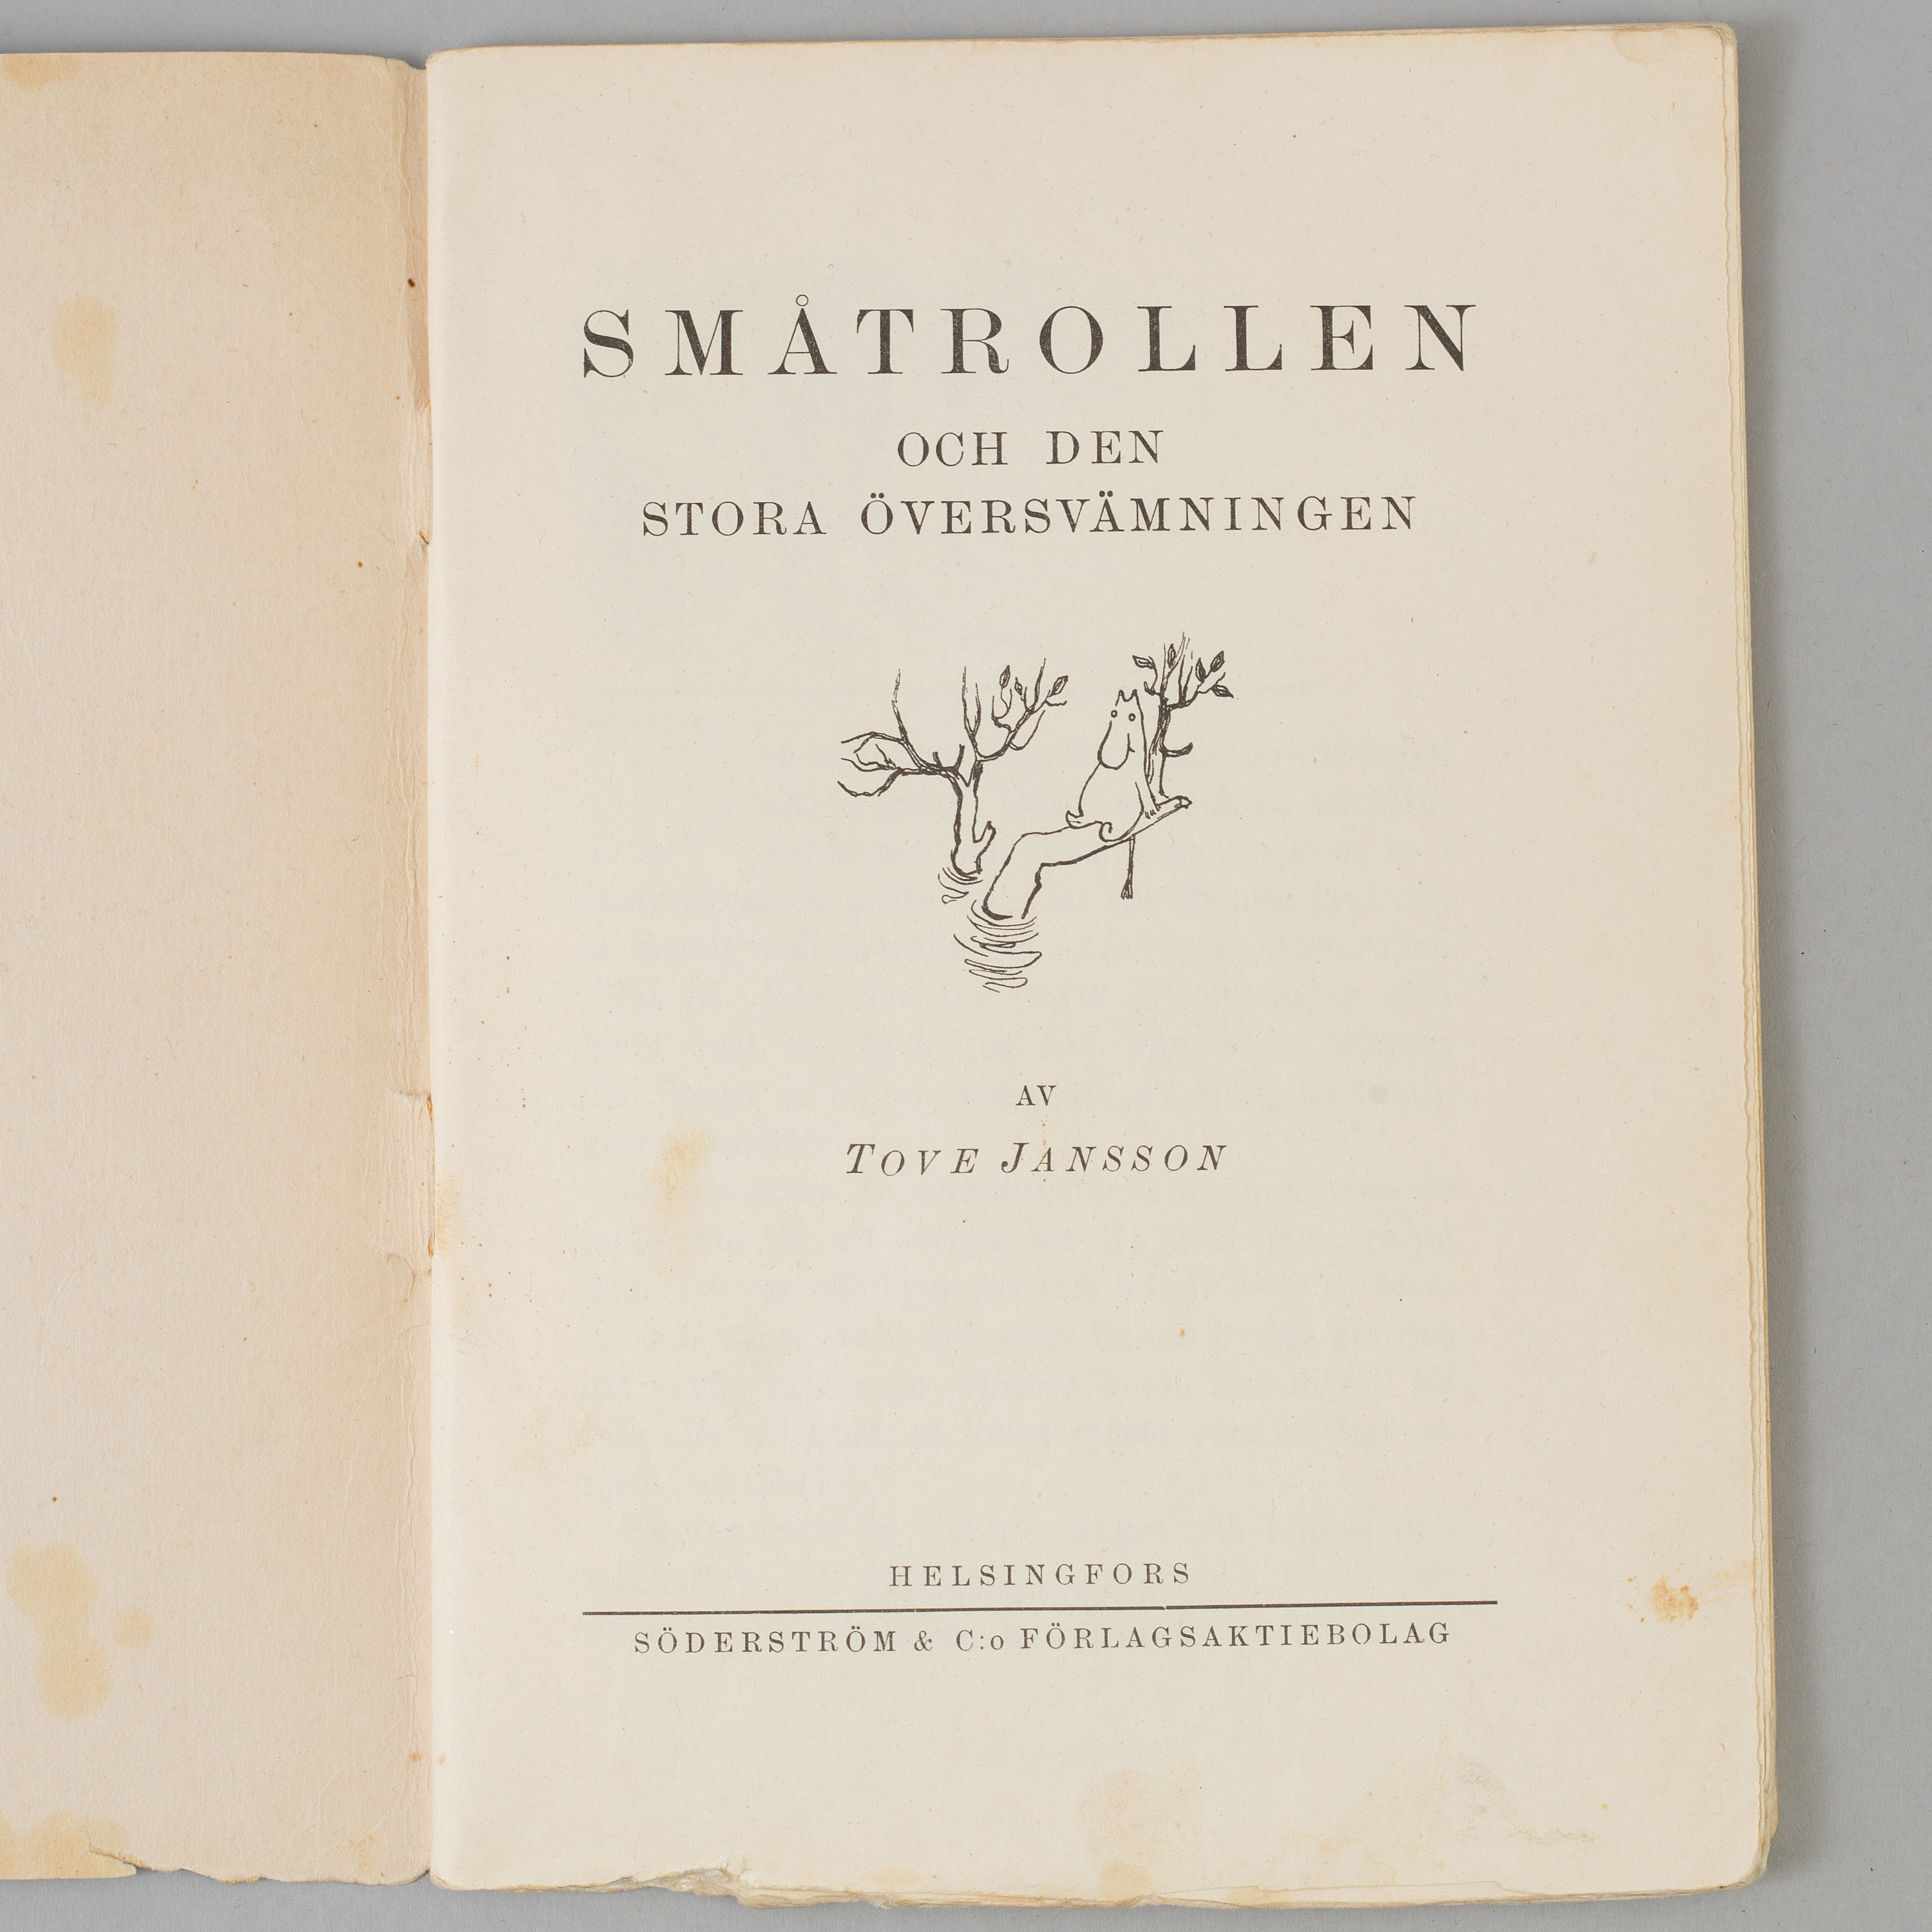 SMÅTROLLEN
OCH DEN
STORA ÖVERSVÄMNINGEN
AV
TOVE JANSSON
HELSINGFORS
SÖDERSTRÖM & C:o FÖRLAGSAKTIEBOLAG